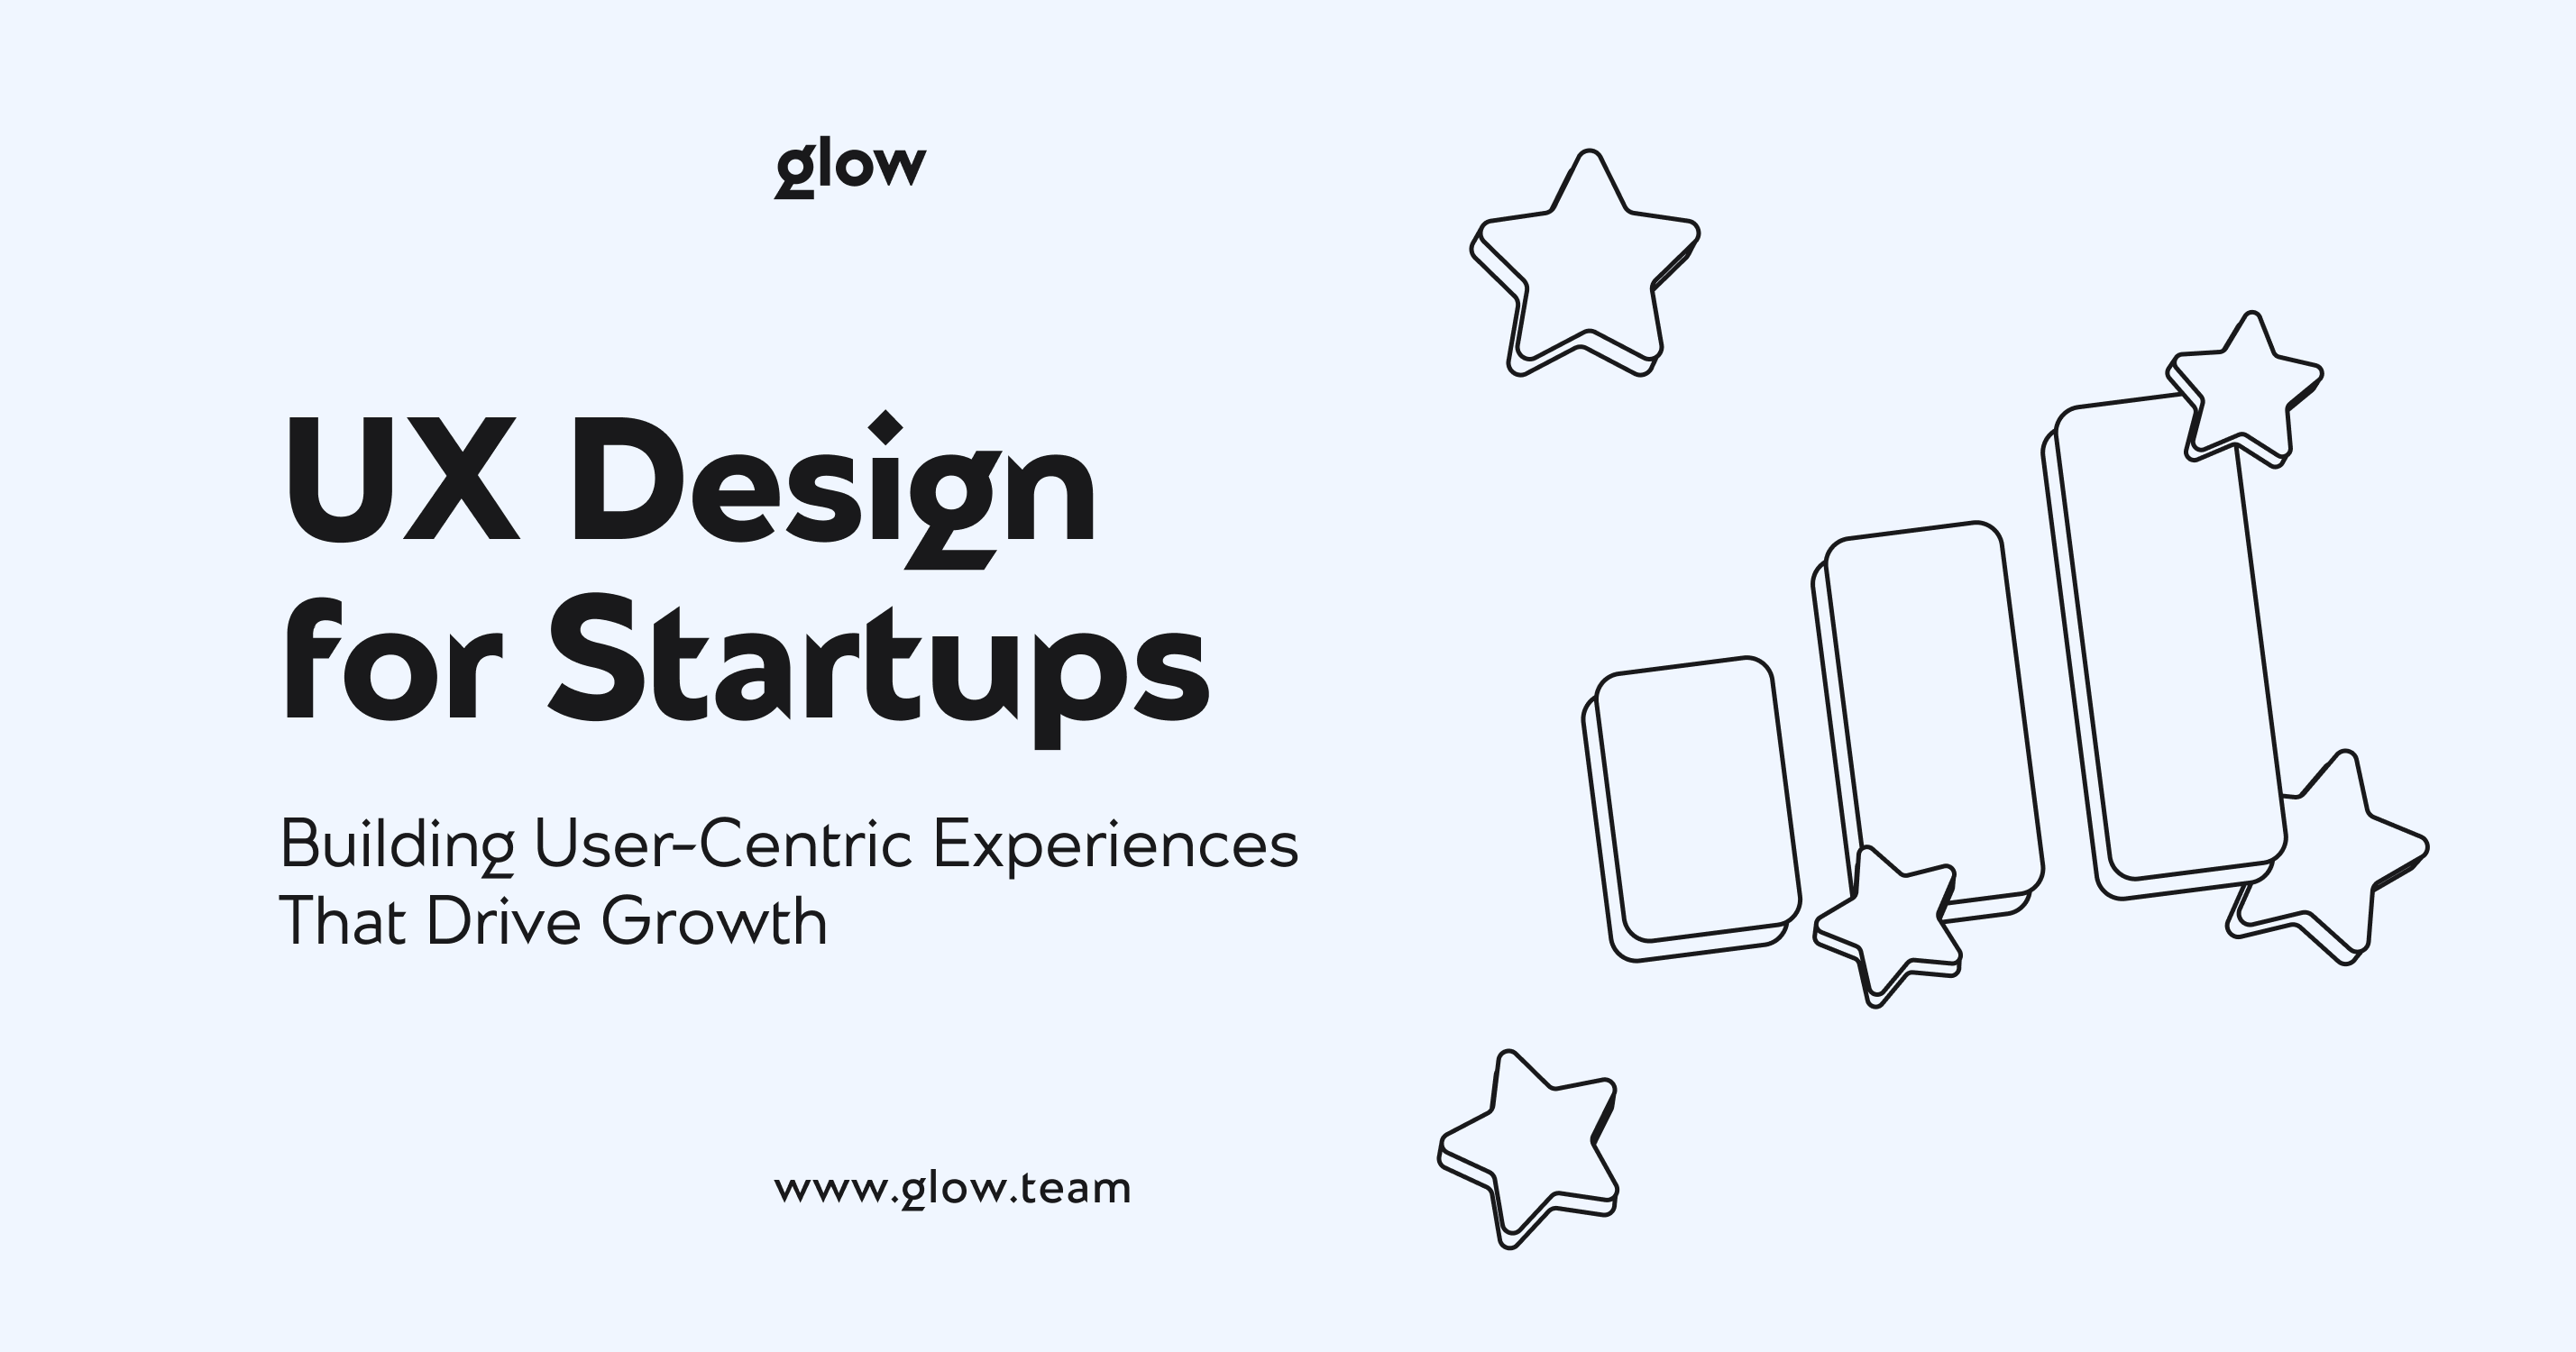 glow
UX Design
for Startups
Building User-Centric Experiences
That Drive Growth
www.glow.team